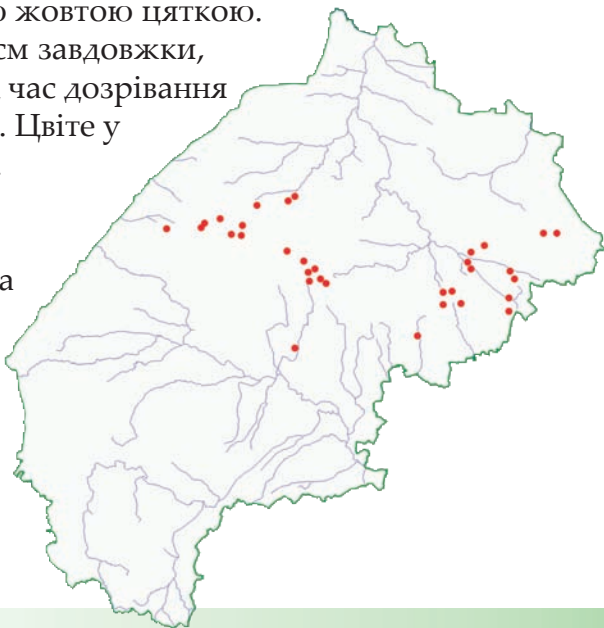 о жовтою цяткою.
см завдовжки,
час дозрівання
. Цвіте у
а